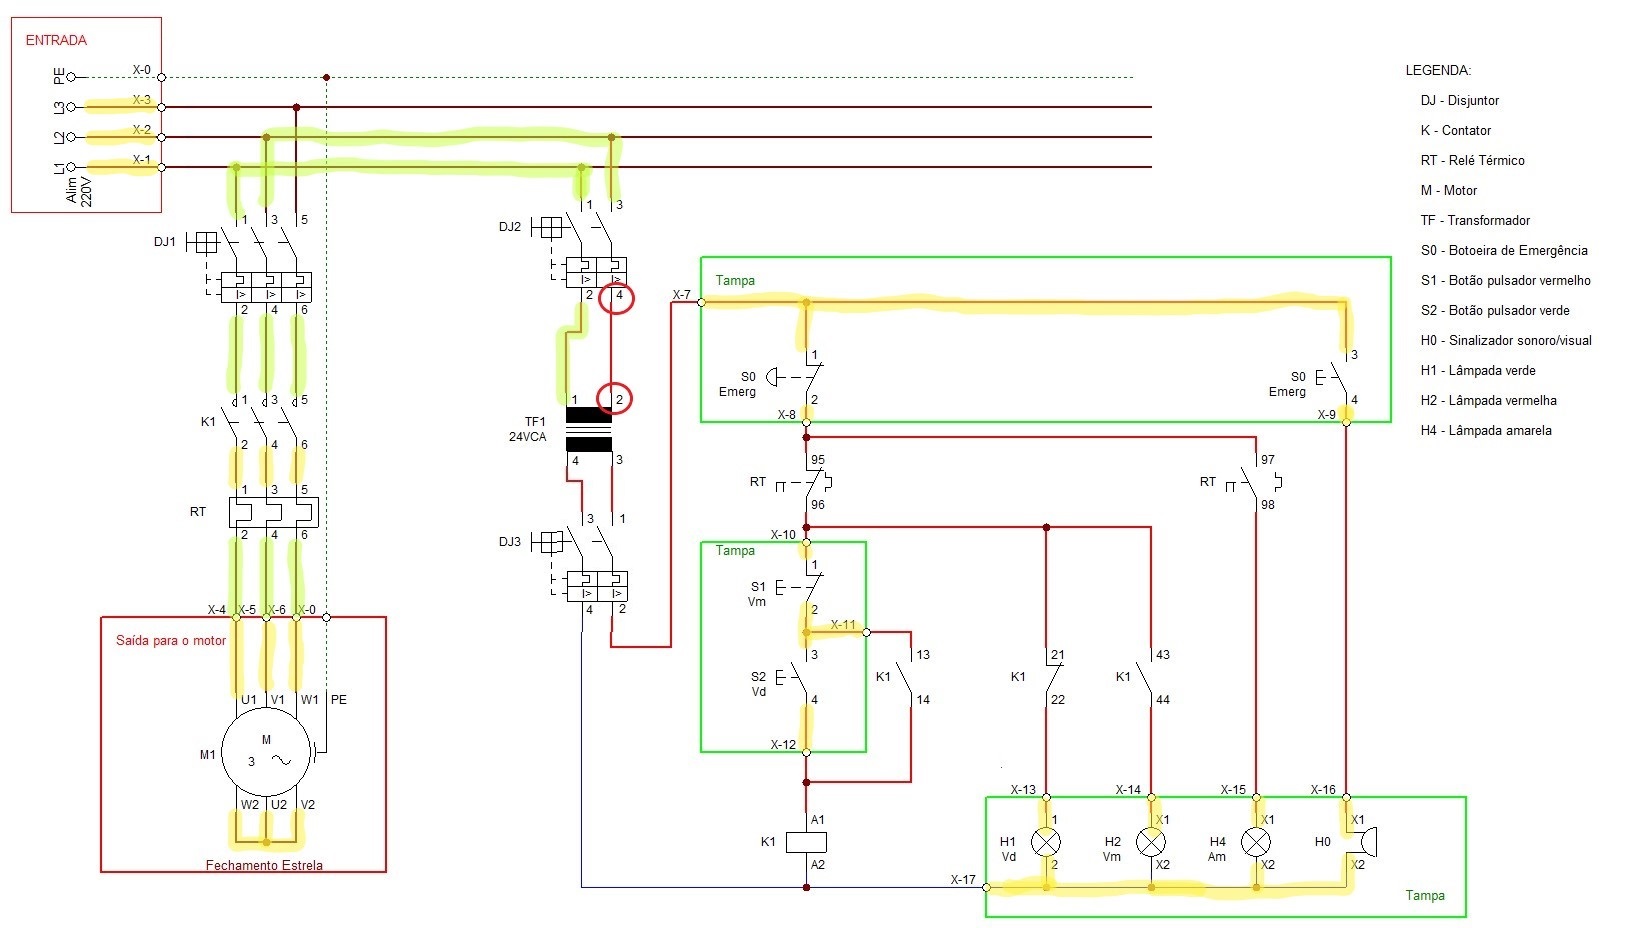 ENTRADA
PE
X-0
L3
X-3
L2
X-2
L1
X-1
Alim
220V
LEGENDA:
DJ - Disjuntor
K - Contator
RT - Relé Térmico
M - Motor
TF - Transformador
S0 - Botoeira de Emergência
S1 - Botão pulsador vermelho
S2 - Botão pulsador verde
H0 - Sinalizador sonoro/visual
H1 - Lâmpada verde
H2 - Lâmpada vermelha
H4 - Lâmpada amarela
DJ1
1 3 5
I> I> I>
2 4 6
K1
1 3 5
2 4 6
RT
1 3 5
2 4 6
X-4 X-5 X-6 X-0
Saída para o motor
U1 V1 W1 PE
M1
M
3
W2 U2 V2
Fechamento Estrela
DJ2
1 3
I> I>
2 4
TF1
24VCA
1 2
4 3
DJ3
3 1
I> I>
4 2
X-7
Tampa
S0
Emerg
1
2
X-8
S0
Emerg
3
4
X-9
RT
95
96
RT
97
98
X-10
Tampa
S1
Vm
1
2
X-11
S2
Vd
3
4
X-12
K1
13
14
K1
21
22
K1
43
44
K1
A1
A2
X-13 X-14 X-15 X-16
H1
Vd
1
2
H2
Vm
X1
X2
H4
Am
X1
X2
H0
X1
X2
X-17
Tampa